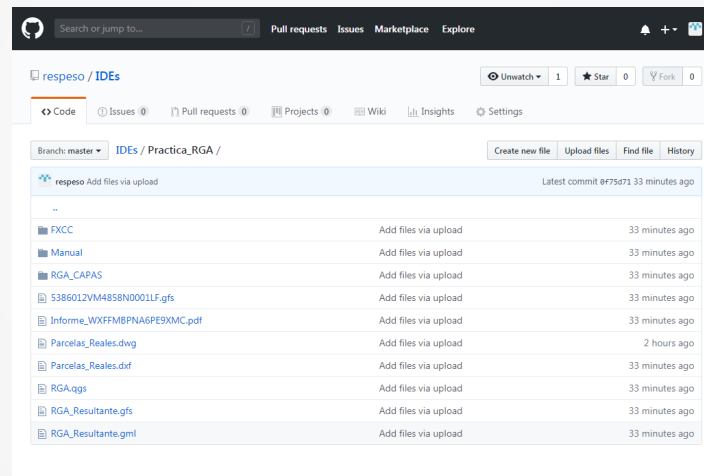 Search or jump to... / Pull requests Issues Marketplace Explore
respeso / IDEs Unwatch 1 Star 0 Fork 0
Code Issues 0 Pull requests 0 Projects 0 Wiki Insights Settings
Branch: master IDEs / Practica_RGA / Create new file Upload files Find file History
respeso Add files via upload Latest commit 0f75d71 33 minutes ago
..
FXCC Add files via upload 33 minutes ago
Manual Add files via upload 33 minutes ago
RGA_CAPAS Add files via upload 33 minutes ago
5386012VM4858N0001LF.gfs Add files via upload 33 minutes ago
Informe_WXFFMBPNA6PE9XMC.pdf Add files via upload 33 minutes ago
Parcelas_Reales.dwg Add files via upload 2 hours ago
Parcelas_Reales.dxf Add files via upload 33 minutes ago
RGA.qgs Add files via upload 33 minutes ago
RGA_Resultante.gfs Add files via upload 33 minutes ago
RGA_Resultante.gml Add files via upload 33 minutes ago